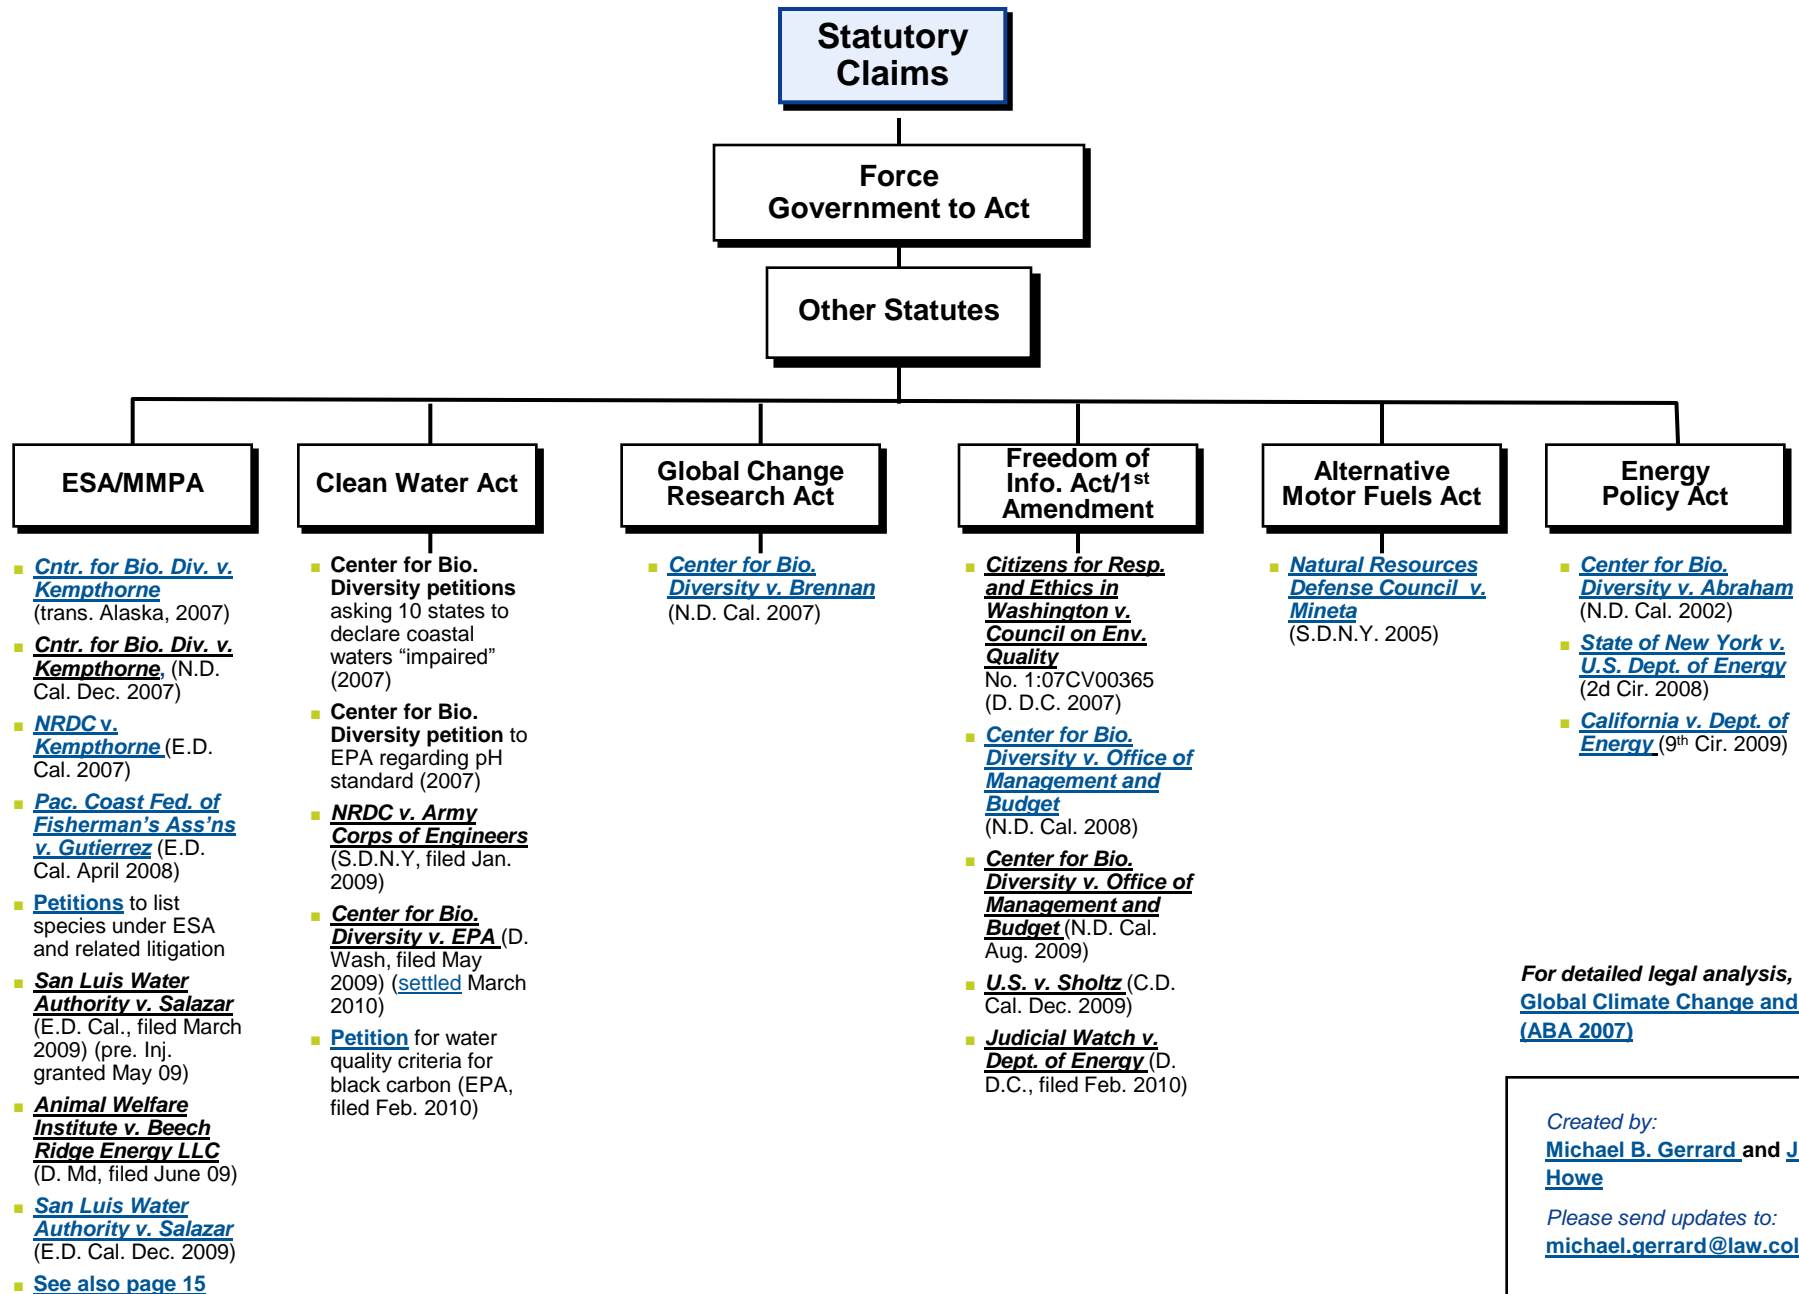 Statutory
Claims
Force
Government to Act
Other Statutes
ESA/MMPA
■ Cntr. for Bio. Div. v.
Kempthorne
(trans. Alaska, 2007)
■ Cntr. for Bio. Div. v.
Kempthorne, (N.D.
Cal. Dec. 2007)
■ NRDC v.
Kempthorne (E.D.
Cal. 2007)
■ Pac. Coast Fed. of
Fisherman's Ass'ns
v. Gutierrez (E.D.
Cal. April 2008)
■ Petitions to list
species under ESA
and related litigation
■ San Luis Water
Authority v. Salazar
(E.D. Cal., filed March
2009) (pre. Inj.
granted May 09)
■ Animal Welfare
Institute v. Beech
Ridge Energy LLC
(D. Md, filed June 09)
■ San Luis Water
Authority v. Salazar
(E.D. Cal. Dec. 2009)
■ See also page 15
Clean Water Act
■ Center for Bio.
Diversity petitions
asking 10 states to
declare coastal
waters “impaired”
(2007)
■ Center for Bio.
Diversity petition to
EPA regarding pH
standard (2007)
■ NRDC v. Army
Corps of Engineers
(S.D.N.Y, filed Jan.
2009)
■ Center for Bio.
Diversity v. EPA (D.
Wash, filed May
2009) (settled March
2010)
■ Petition for water
quality criteria for
black carbon (EPA,
filed Feb. 2010)
Global Change
Research Act
■ Center for Bio.
Diversity v. Brennan
(N.D. Cal. 2007)
Freedom of
Info. Act/1st
Amendment
■ Citizens for Resp.
and Ethics in
Washington v.
Council on Env.
Quality
No. 1:07CV00365
(D. D.C. 2007)
■ Center for Bio.
Diversity v. Office of
Management and
Budget
(N.D. Cal. 2008)
■ Center for Bio.
Diversity v. Office of
Management and
Budget (N.D. Cal.
Aug. 2009)
■ U.S. v. Sholtz (C.D.
Cal. Dec. 2009)
■ Judicial Watch v.
Dept. of Energy (D.
D.C., filed Feb. 2010)
Alternative
Motor Fuels Act
■ Natural Resources
Defense Council v.
Mineta
(S.D.N.Y. 2005)
Energy
Policy Act
■ Center for Bio.
Diversity v. Abraham
(N.D. Cal. 2002)
■ State of New York v.
U.S. Dept. of Energy
(2d Cir. 2008)
■ California v. Dept. of
Energy (9th Cir. 2009)
For detailed legal analysis,
Global Climate Change and
(ABA 2007)
Created by:
Michael B. Gerrard and J
Howe
Please send updates to:
michael.gerrard@law.col